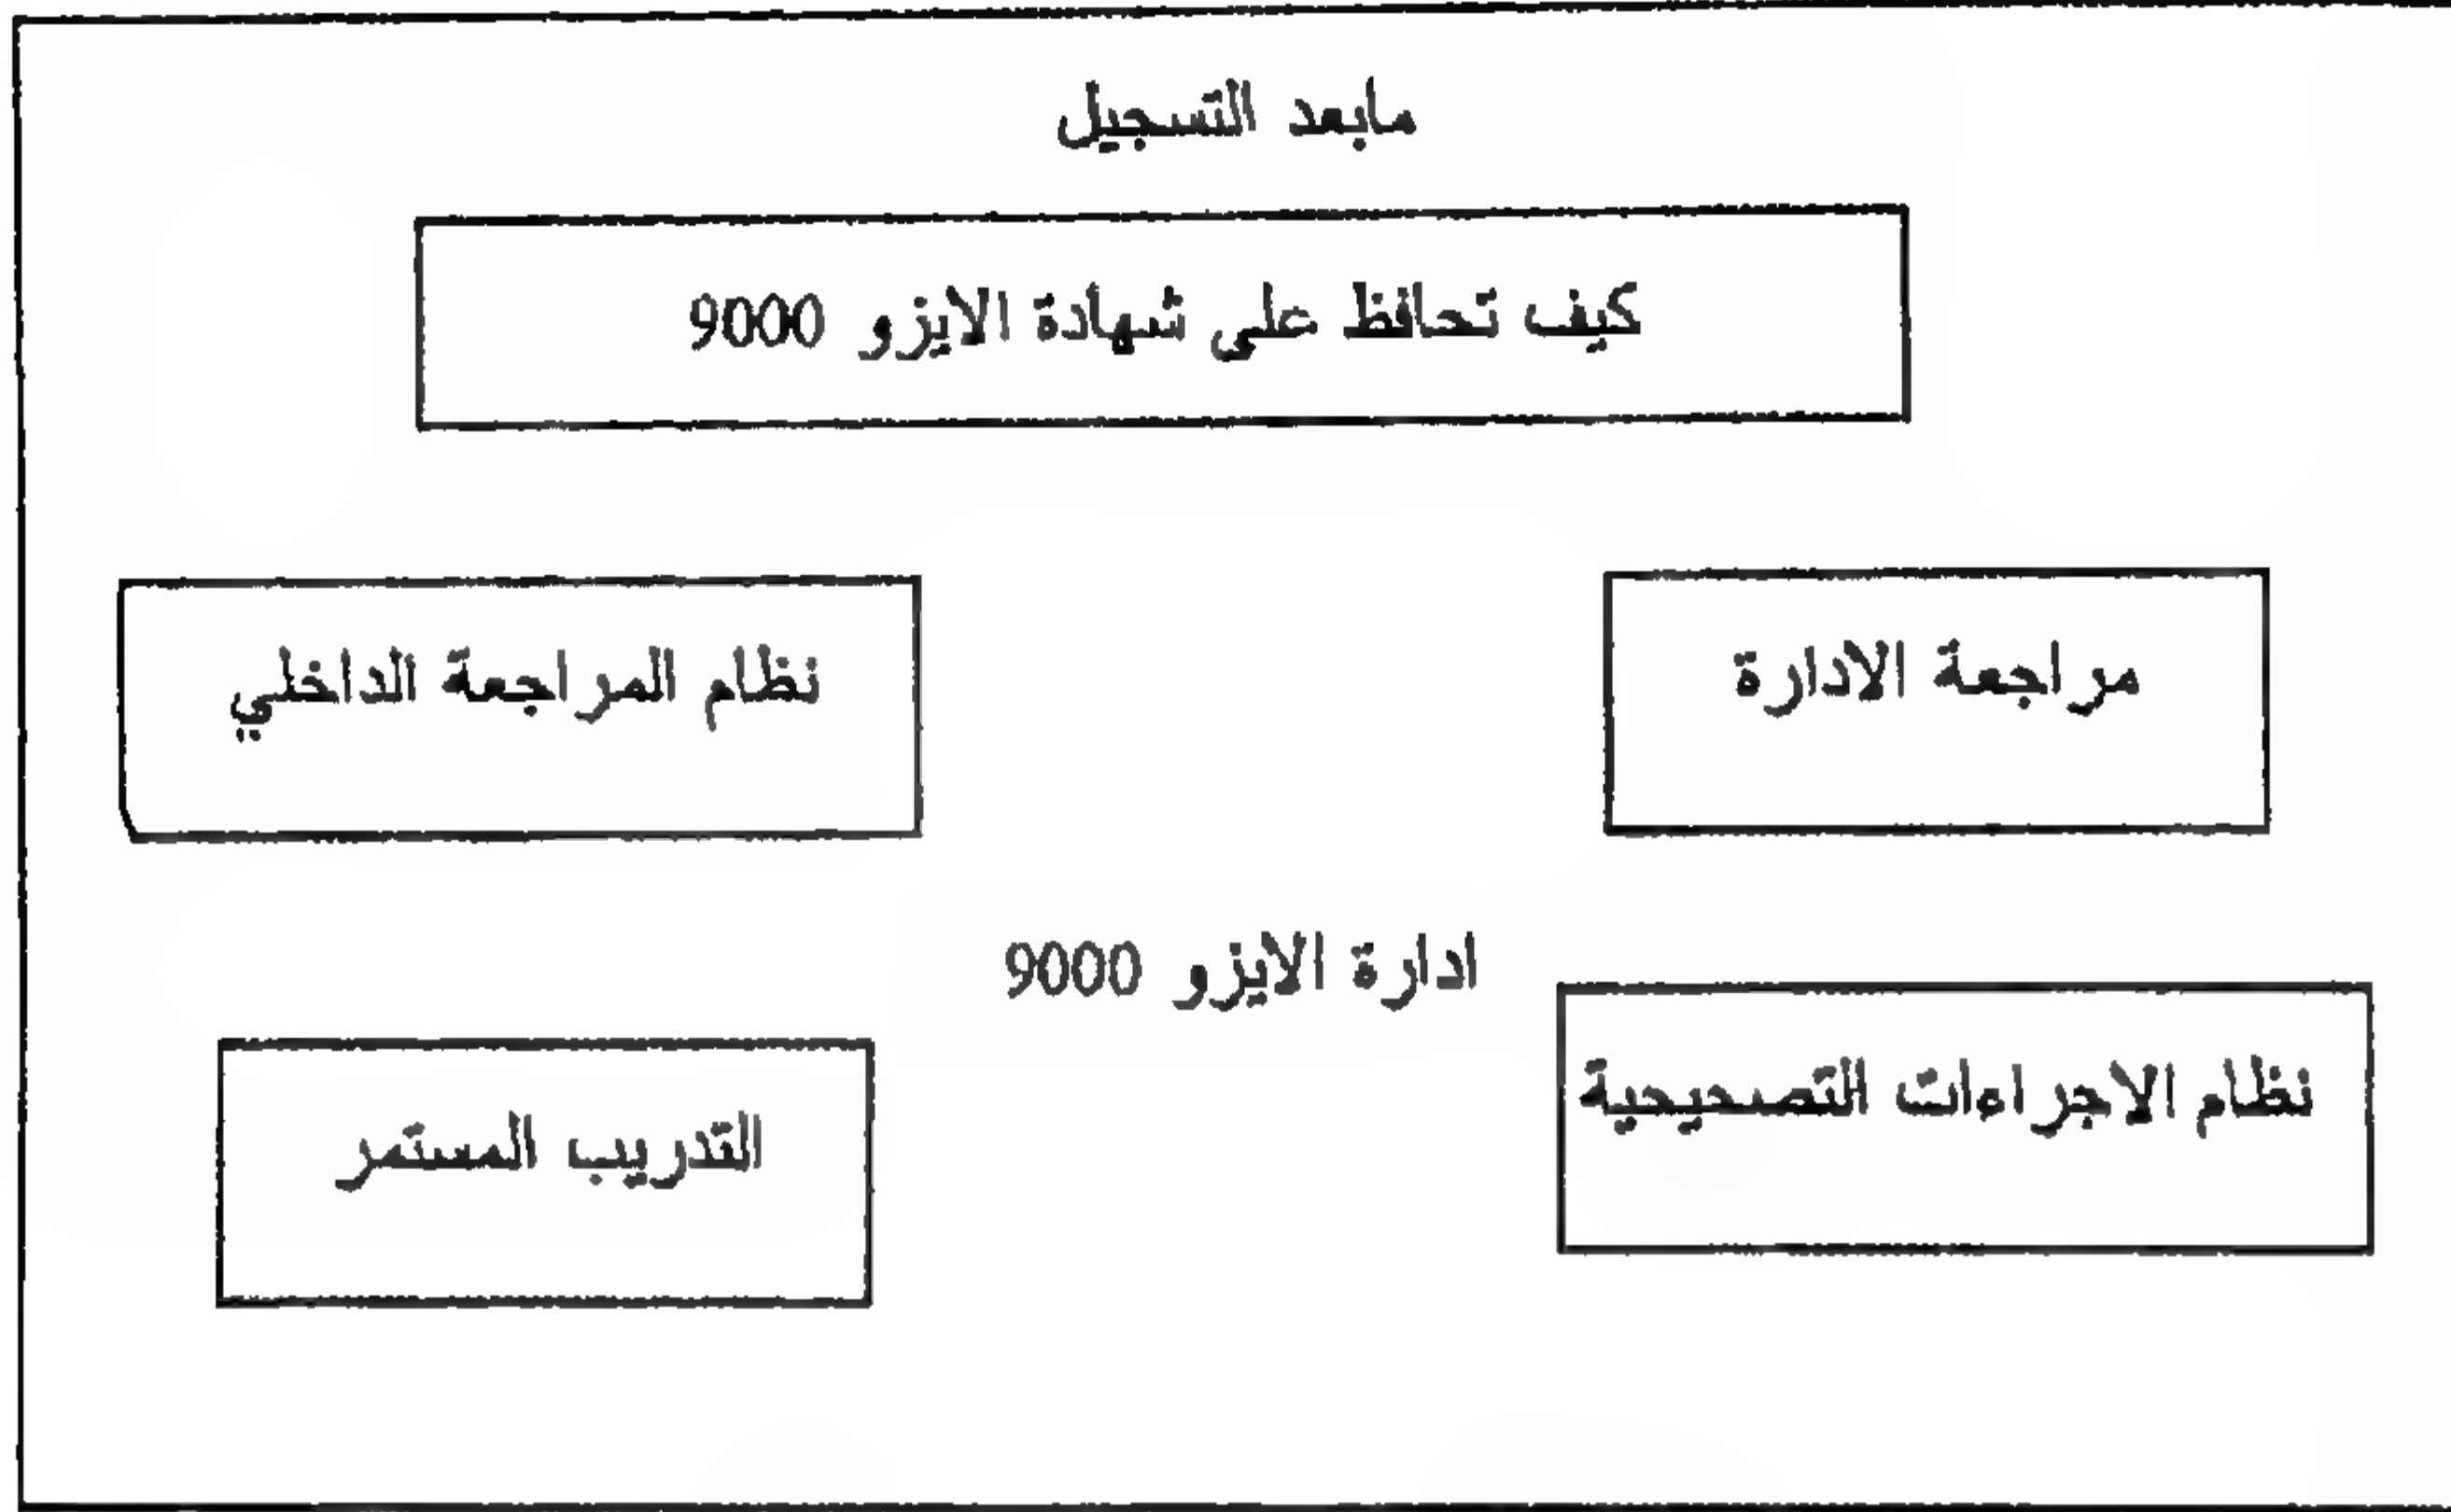 مابعد التسجيل
كيف تحافظ على شهادة الايزو 9000
مراجعة الادارة
نظام المراجعة الداخلي
ادارة الايزو 9000
نظام الاجراءات التصحيحية
التدريب المستمر